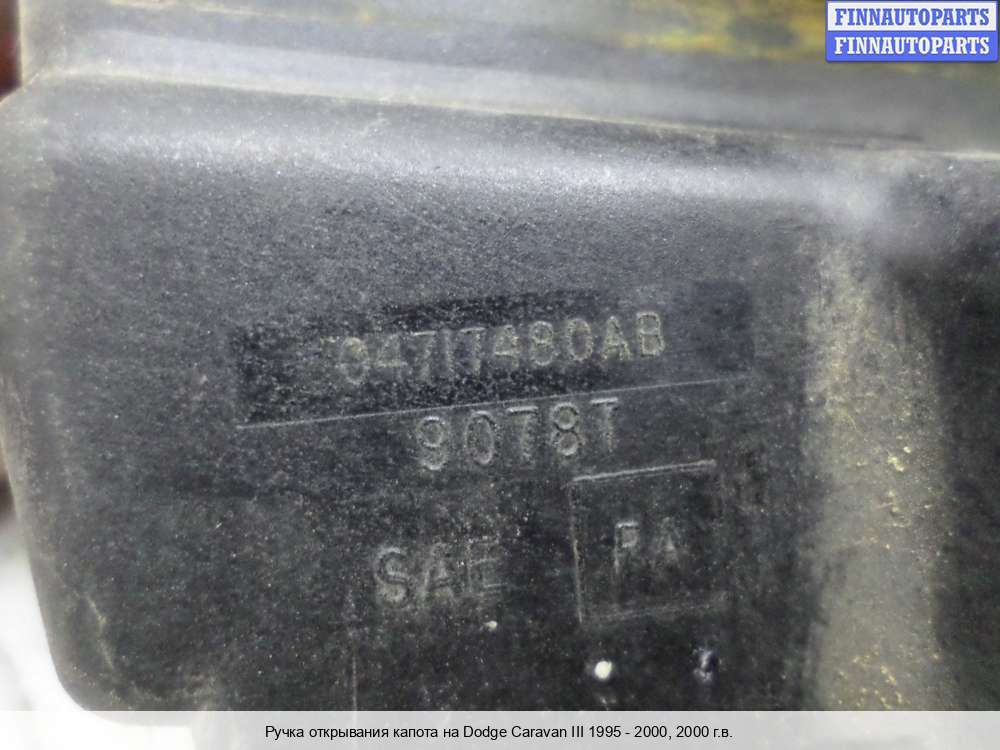 FINNAUTOPARTS
FINNAUTOPARTS
04717480AB
9078T
SAE
PA
Ручка открывания капота на Dodge Caravan III 1995 - 2000, 2000 г.в.